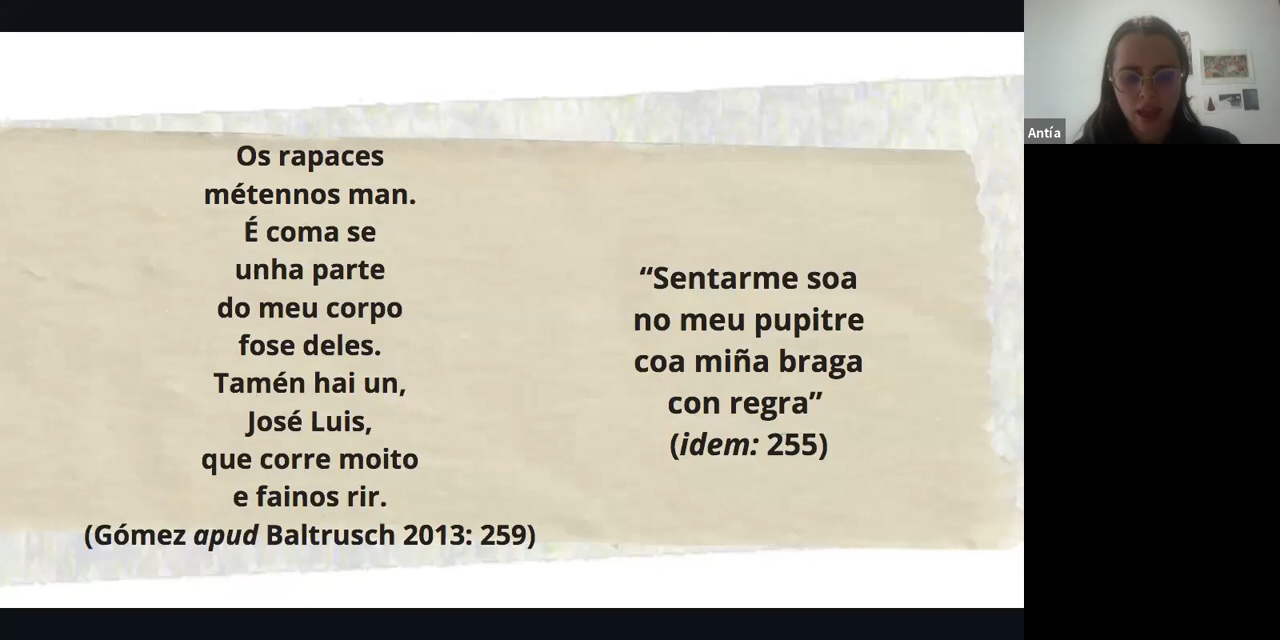 Os rapaces
métennos man.
É coma se
unha parte
do meu corpo
fose deles.
Tamén hai un,
José Luis,
que corre moito
e fainos rir.
(Gómez apud Baltrusch 2013: 259)
“Sentarme soa
no meu pupitre
coa miña braga
con regra”
(idem: 255)
Antía